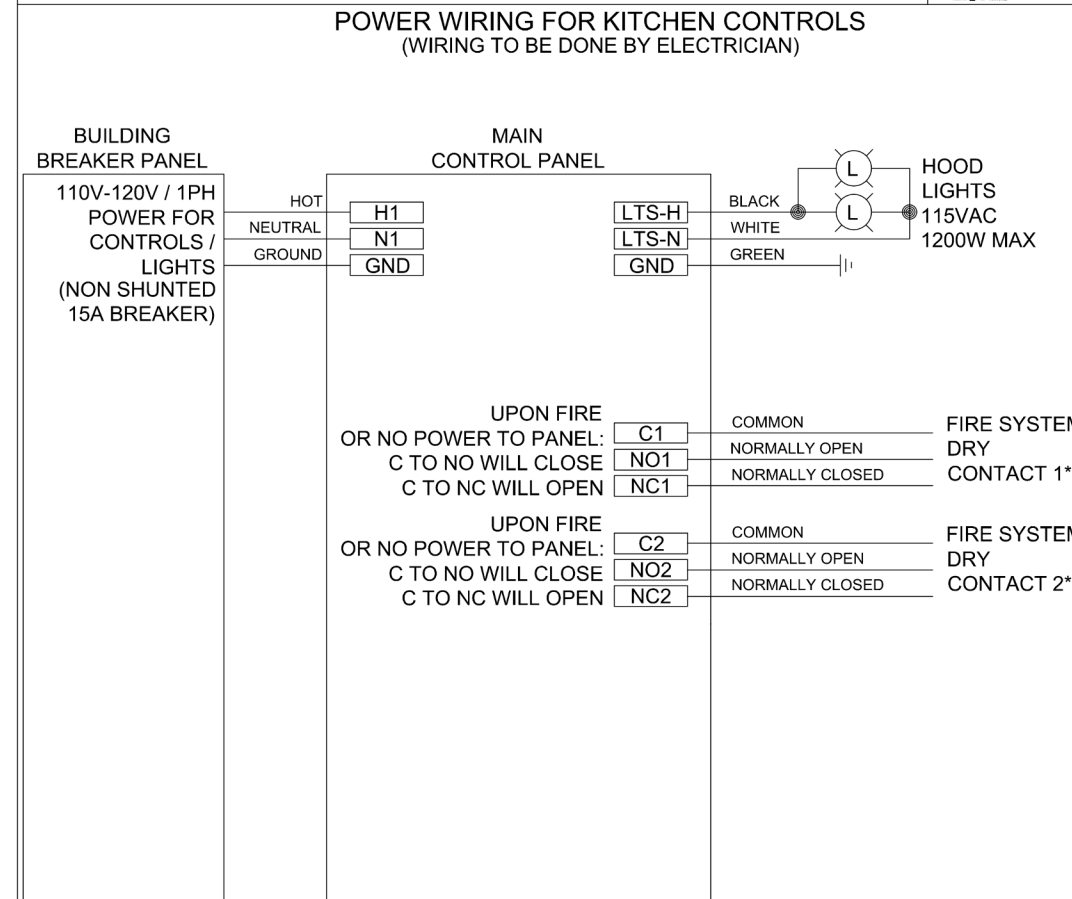 POWER WIRING FOR KITCHEN CONTROLS
(WIRING TO BE DONE BY ELECTRICIAN)
BUILDING
BREAKER PANEL
110V-120V / 1PH
POWER FOR
CONTROLS /
LIGHTS
(NON SHUNTED
15A BREAKER)
HOT
NEUTRAL
GROUND
MAIN
CONTROL PANEL
H1
N1
GND
LTS-H
LTS-N
GND
BLACK
WHITE
GREEN
L
L
HOOD
LIGHTS
115VAC
1200W MAX
UPON FIRE
OR NO POWER TO PANEL:
C TO NO WILL CLOSE
C TO NC WILL OPEN
C1
NO1
NC1
COMMON
NORMALLY OPEN
NORMALLY CLOSED
FIRE SYSTEM
DRY
CONTACT 1*
UPON FIRE
OR NO POWER TO PANEL:
C TO NO WILL CLOSE
C TO NC WILL OPEN
C2
NO2
NC2
COMMON
NORMALLY OPEN
NORMALLY CLOSED
FIRE SYSTEM
DRY
CONTACT 2*